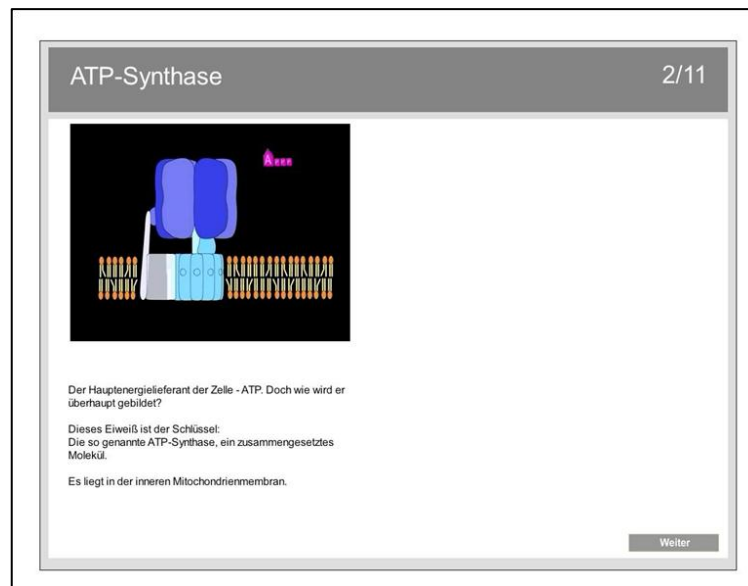 ATP-Synthase
2/11
A PPP
Der Hauptenergielieferant der Zelle - ATP. Doch wie wird er
überhaupt gebildet?
Dieses Eiweiß ist der Schlüssel:
Die so genannte ATP-Synthase, ein zusammengesetztes
Molekül.
Es liegt in der inneren Mitochondrienmembran.
Weiter